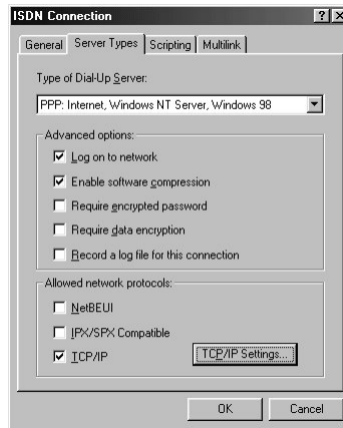 ISDN Connection
General Server Types Scripting Multilink
Type of Dial-Up Server:
PPP: Internet, Windows NT Server, Windows 98
Advanced options:
Log on to network
Enable software compression
Require encrypted password
Require data encryption
Record a log file for this connection
Allowed network protocols:
NetBEUI
IPX/SPX Compatible
TCP/IP TCP/IP Settings...
OK Cancel